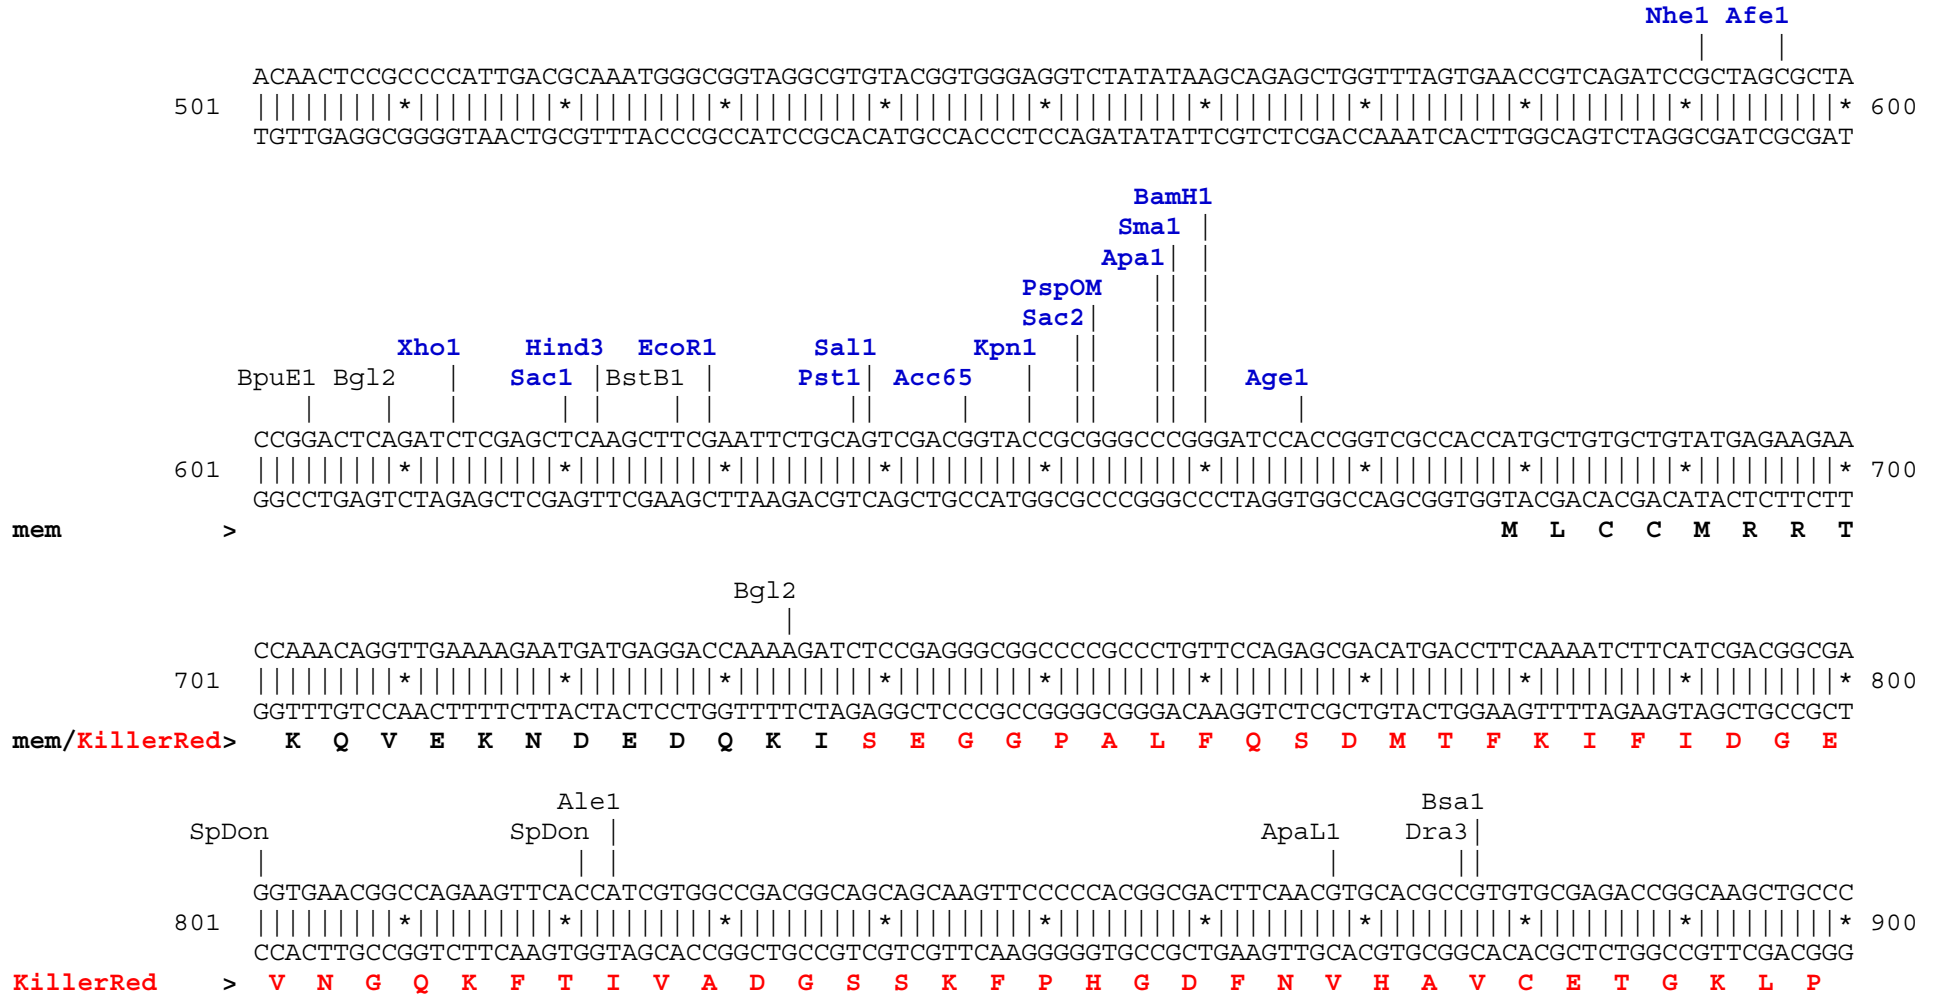 Nhe1 Afe1
| |
ACAACTCCGCCCCATTGACGCAAATGGGCGGTAGGCGTGTACGGTGGGAGGTCTATATAAGCAGAGCTGGTTTAGTGAACCGTCAGATCCGCTAGCGCTA
501 |||||||||*|||||||||*|||||||||*|||||||||*|||||||||*|||||||||*|||||||||*|||||||||*|||||||||*|||||||||* 600
TGTTGAGGCGGGGTAACTGCGTTTACCCGCCATCCGCACATGCCACCCTCCAGATATATTCGTCTCGACCAAATCACTTGGCAGTCTAGGCGATCGCGAT
BamH1
Sma1 |
Apa1| |
PspOM || |
Sac2| || |
Xho1 Hind3 EcoR1 Sal1 Kpn1 || || |
BpuE1 Bgl2 | Sac1 |BstB1 | Pst1| Acc65 | || || | Age1
| | | | | | | || | | || || | |
CCGGACTCAGATCTCGAGCTCAAGCTTCGAATTCTGCAGTCGACGGTACCGCGGGCCCGGGATCCACCGGTCGCCACCATGCTGTGCTGTATGAGAAGAA
601 |||||||||*|||||||||*|||||||||*|||||||||*|||||||||*|||||||||*|||||||||*|||||||||*|||||||||*|||||||||* 700
GGCCTGAGTCTAGAGCTCGAGTTCGAAGCTTAAGACGTCAGCTGCCATGGCGCCCGGGCCCTAGGTGGCCAGCGGTGGTACGACACGACATACTCTTCTT
mem > M L C C M R R T
Bgl2
|
CCAAACAGGTTGAAAAGAATGATGAGGACCAAAAGATCTCCGAGGGCGGCCCCGCCCTGTTCCAGAGCGACATGACCTTCAAAATCTTCATCGACGGCGA
701 |||||||||*|||||||||*|||||||||*|||||||||*|||||||||*|||||||||*|||||||||*|||||||||*|||||||||*|||||||||* 800
GGTTTGTCCAACTTTTCTTACTACTCCTGGTTTTCTAGAGGCTCCCGCCGGGGCGGGACAAGGTCTCGCTGTACTGGAAGTTTTAGAAGTAGCTGCCGCT
mem/KillerRed> K Q V E K N D E D Q K I S E G G P A L F Q S D M T F K I F I D G E
Ale1 Bsa1
SpDon SpDon | ApaL1 Dra3|
| | | | ||
GGTGAACGGCCAGAAGTTCACCATCGTGGCCGACGGCAGCAGCAAGTTCCCCCACGGCGACTTCAACGTGCACGCCGTGTGCGAGACCGGCAAGCTGCCC
801 |||||||||*|||||||||*|||||||||*|||||||||*|||||||||*|||||||||*|||||||||*|||||||||*|||||||||*|||||||||* 900
CCACTTGCCGGTCTTCAAGTGGTAGCACCGGCTGCCGTCGTCGTTCAAGGGGGTGCCGCTGAAGTTGCACGTGCGGCACACGCTCTGGCCGTTCGACGGG
KillerRed > V N G Q K F T I V A D G S S K F P H G D F N V H A V C E T G K L P